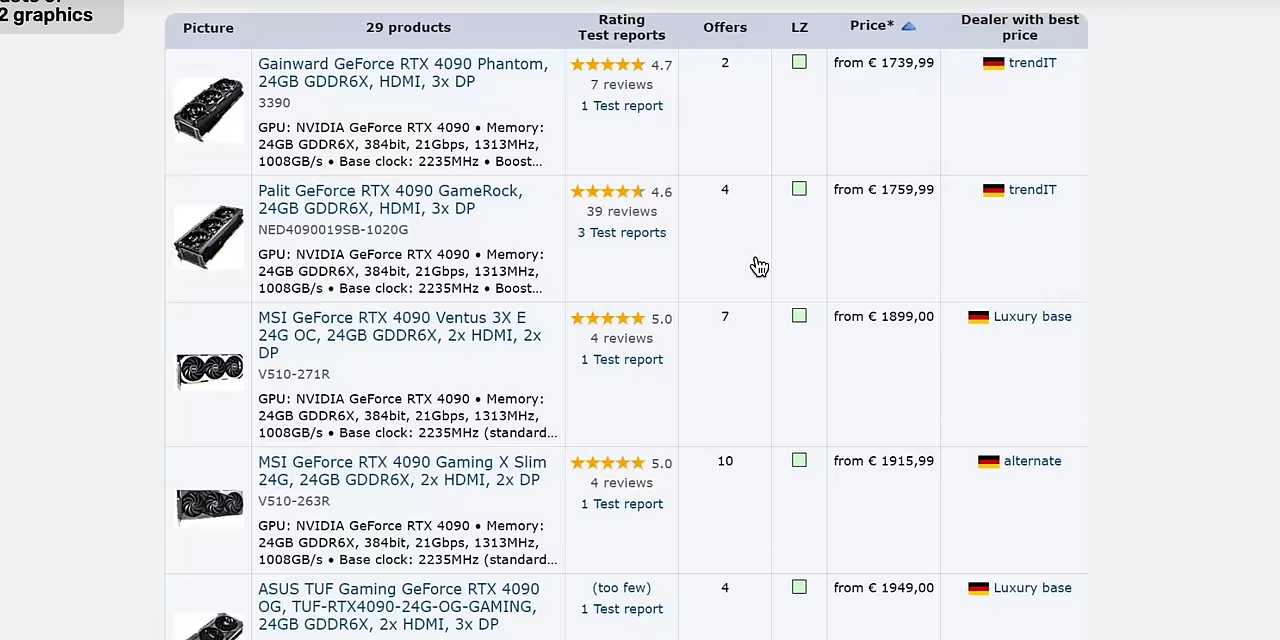 2 graphics
Picture
29 products
Rating
Test reports
Offers
LZ
Price*
Dealer with best
price
Gainward GeForce RTX 4090 Phantom,
24GB GDDR6X, HDMI, 3x DP
3390
GPU: NVIDIA GeForce RTX 4090 • Memory:
24GB GDDR6X, 384bit, 21Gbps, 1313MHz,
1008GB/s • Base clock: 2235MHz • Boost...
4.7
7 reviews
1 Test report
2
from € 1739,99
trendIT
Palit GeForce RTX 4090 GameRock,
24GB GDDR6X, HDMI, 3x DP
NED4090019SB-1020G
GPU: NVIDIA GeForce RTX 4090 • Memory:
24GB GDDR6X, 384bit, 21Gbps, 1313MHz,
1008GB/s • Base clock: 2235MHz • Boost...
4.6
39 reviews
3 Test reports
4
from € 1759,99
trendIT
MSI GeForce RTX 4090 Ventus 3X E
24G OC, 24GB GDDR6X, 2x HDMI, 2x
DP
V510-271R
GPU: NVIDIA GeForce RTX 4090 • Memory:
24GB GDDR6X, 384bit, 21Gbps, 1313MHz,
1008GB/s • Base clock: 2235MHz (standard...
5.0
4 reviews
1 Test report
7
from € 1899,00
Luxury base
MSI GeForce RTX 4090 Gaming X Slim
24G, 24GB GDDR6X, 2x HDMI, 2x DP
V510-263R
GPU: NVIDIA GeForce RTX 4090 • Memory:
24GB GDDR6X, 384bit, 21Gbps, 1313MHz,
1008GB/s • Base clock: 2235MHz (standard...
5.0
4 reviews
1 Test report
10
from € 1915,99
alternate
ASUS TUF Gaming GeForce RTX 4090
OG, TUF-RTX4090-24G-OG-GAMING,
24GB GDDR6X, 2x HDMI, 3x DP
(too few)
1 Test report
4
from € 1949,00
Luxury base